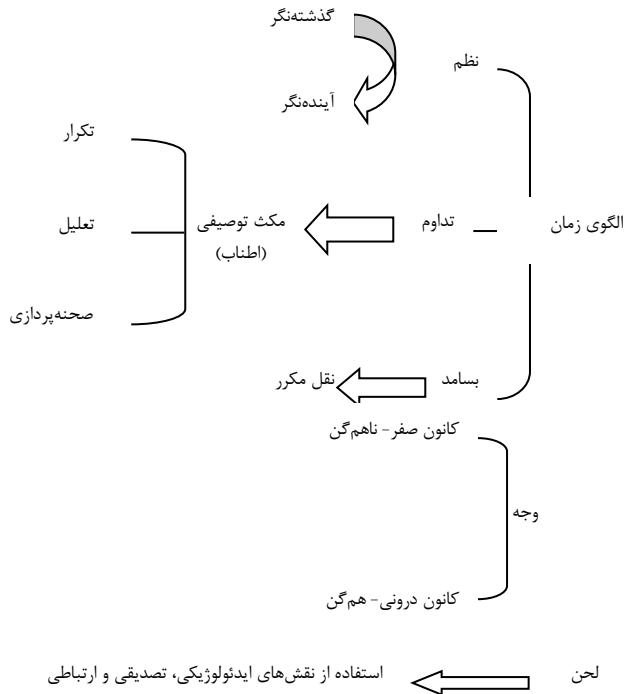 گذشته‌نگر
نظم
آینده‌نگر
تکرار
الگوی زمان
تداوم
مکث توصیفی
(اطناب)
تعلیل
صحنه‌پردازی
بسامد
نقل مکرر
کانون صفر- ناهم‌گن
وجه
کانون درونی- هم‌گن
لحن
استفاده از نقش‌های ایدئولوژیکی، تصدیقی و ارتباطی